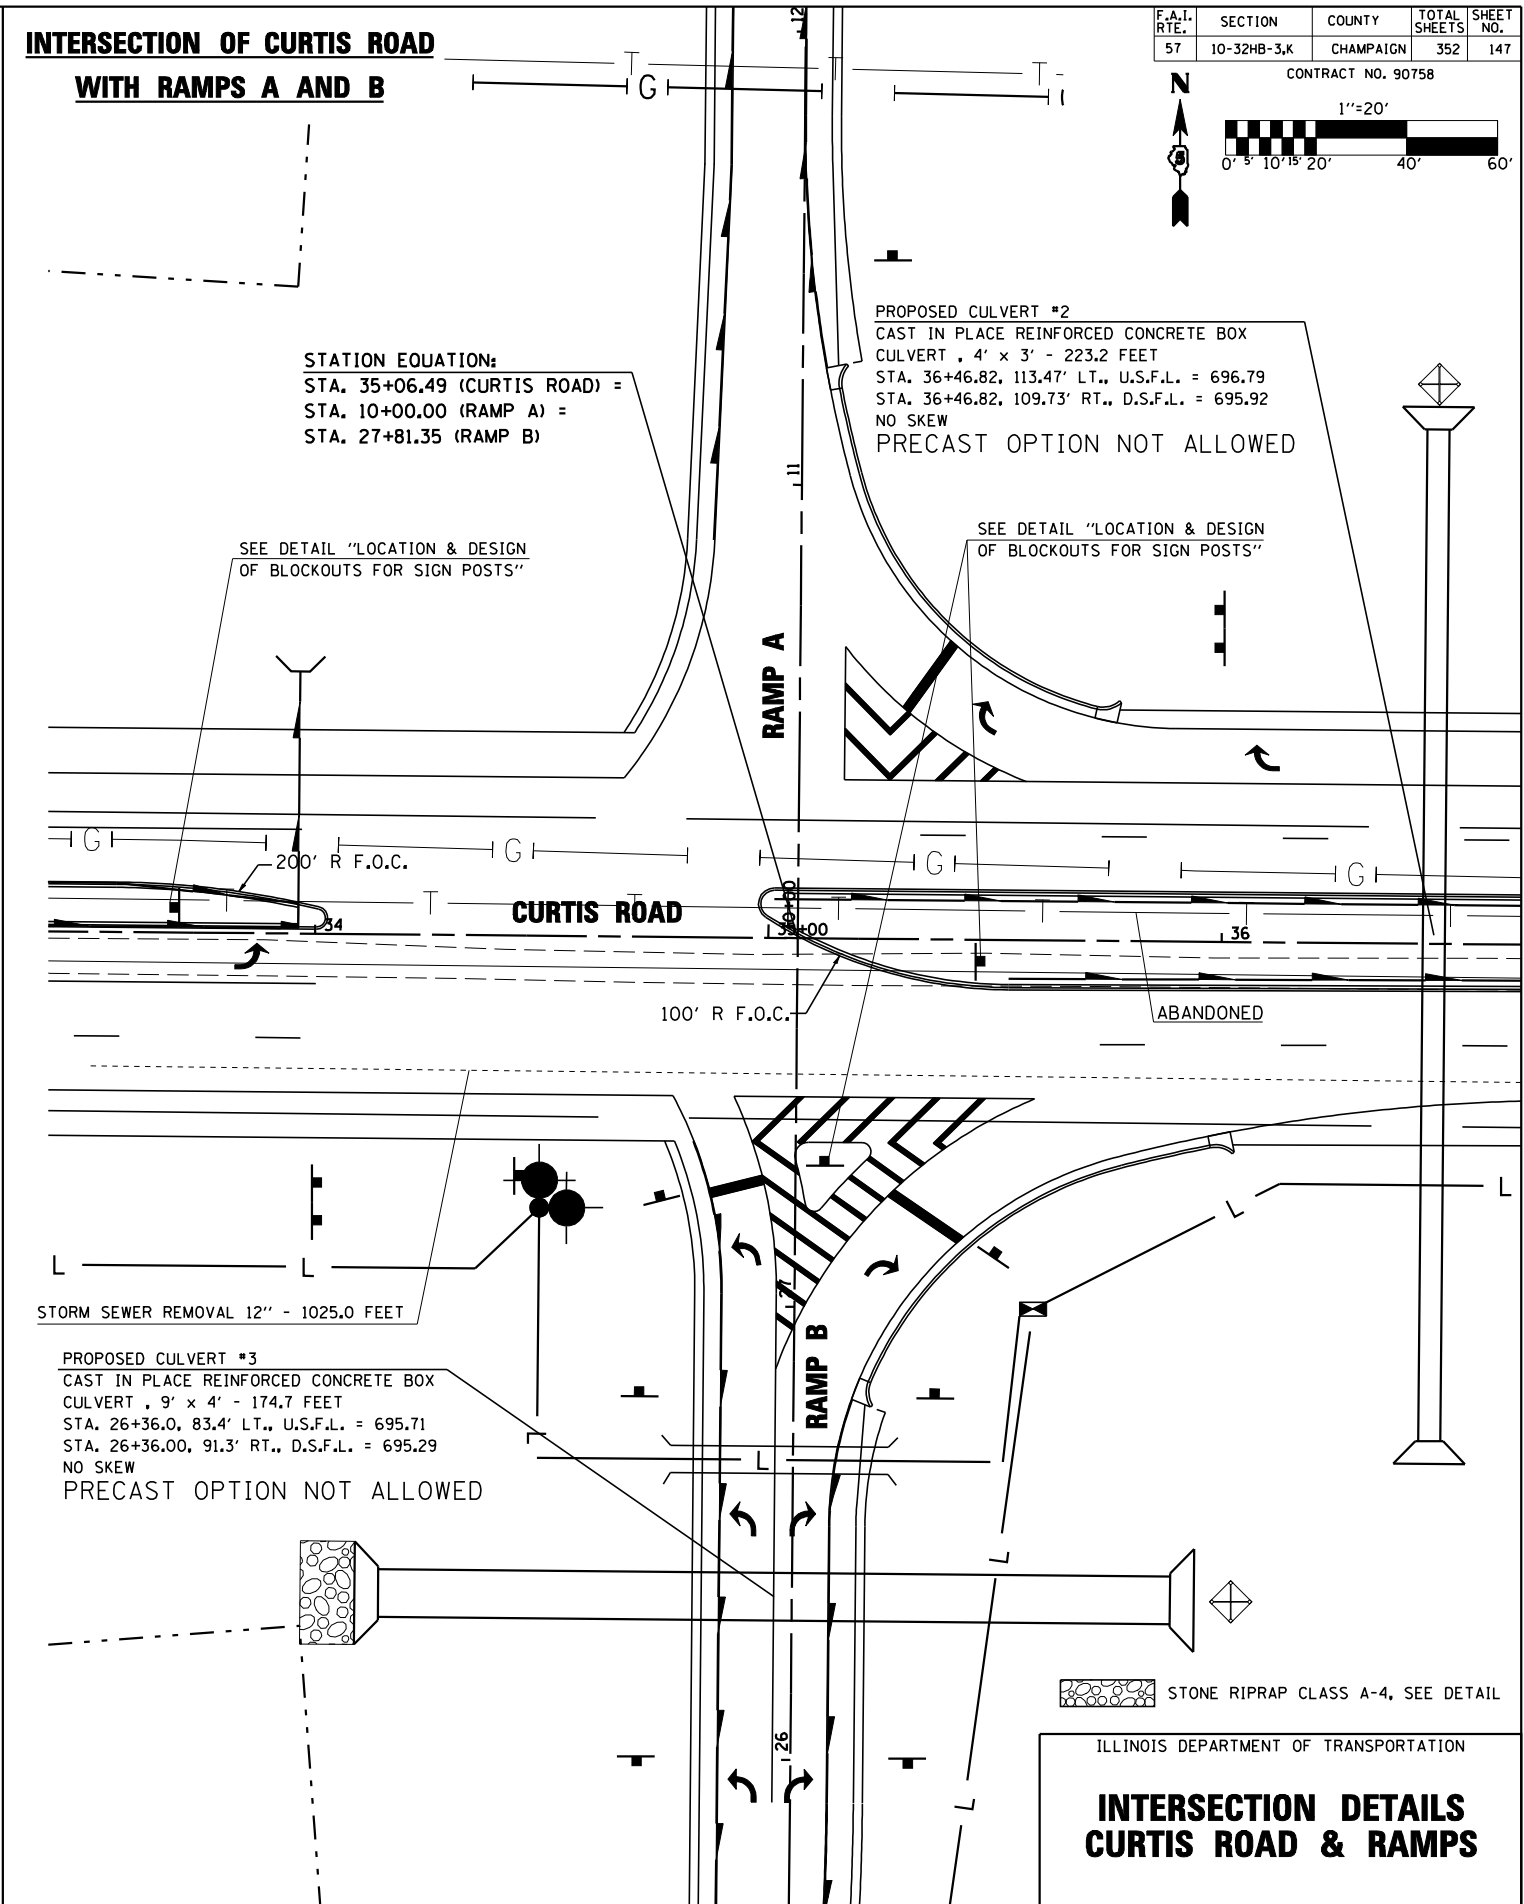 INTERSECTION OF CURTIS ROAD
WITH RAMPS A AND B
F.A.I. RTE. SECTION COUNTY TOTAL SHEETS SHEET NO.
57 10-32HB-3,K CHAMPAIGN 352 147
CONTRACT NO. 90758
N
5
1''=20'
0' 5' 10' 15' 20' 40' 60'
12
T T T
G
STATION EQUATION:
STA. 35+06.49 (CURTIS ROAD) =
STA. 10+00.00 (RAMP A) =
STA. 27+81.35 (RAMP B)
PROPOSED CULVERT #2
CAST IN PLACE REINFORCED CONCRETE BOX
CULVERT , 4' x 3' - 223.2 FEET
STA. 36+46.82, 113.47' LT., U.S.F.L. = 696.79
STA. 36+46.82, 109.73' RT., D.S.F.L. = 695.92
NO SKEW
PRECAST OPTION NOT ALLOWED
11
SEE DETAIL "LOCATION & DESIGN
OF BLOCKOUTS FOR SIGN POSTS"
SEE DETAIL "LOCATION & DESIGN
OF BLOCKOUTS FOR SIGN POSTS"
RAMP A
G G G G
200' R F.O.C.
T T T T T T T
CURTIS ROAD
10+00
34 35+00 36
100' R F.O.C.
ABANDONED
L L L L
STORM SEWER REMOVAL 12'' - 1025.0 FEET
27
RAMP B
PROPOSED CULVERT #3
CAST IN PLACE REINFORCED CONCRETE BOX
CULVERT , 9' x 4' - 174.7 FEET
STA. 26+36.0, 83.4' LT., U.S.F.L. = 695.71
STA. 26+36.00, 91.3' RT., D.S.F.L. = 695.29
NO SKEW
PRECAST OPTION NOT ALLOWED
L L
L
STONE RIPRAP CLASS A-4, SEE DETAIL
26
L
ILLINOIS DEPARTMENT OF TRANSPORTATION
INTERSECTION DETAILS
CURTIS ROAD & RAMPS